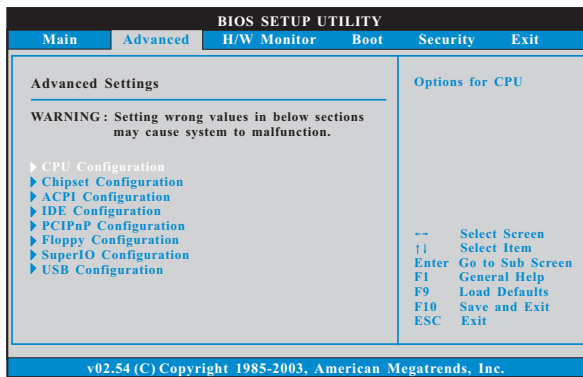 BIOS SETUP UTILITY
Main Advanced H/W Monitor Boot Security Exit
Advanced Settings
WARNING : Setting wrong values in below sections
may cause system to malfunction.
CPU Configuration
Chipset Configuration
ACPI Configuration
IDE Configuration
PCIPnP Configuration
Floppy Configuration
SuperIO Configuration
USB Configuration
Options for CPU
←→ Select Screen
↑↓ Select Item
Enter Go to Sub Screen
F1 General Help
F9 Load Defaults
F10 Save and Exit
ESC Exit
v02.54 (C) Copyright 1985-2003, American Megatrends, Inc.